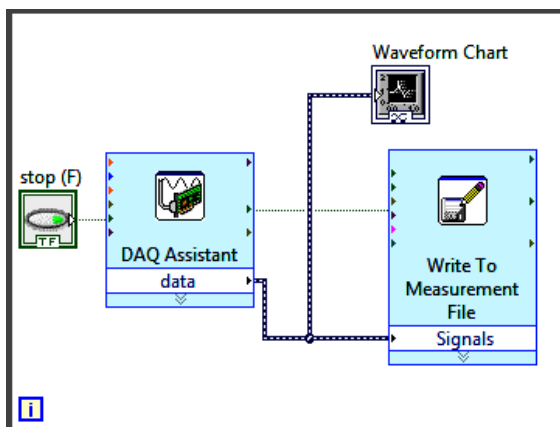 Waveform Chart
stop (F)
TF
DAQ Assistant
data
Write To
Measurement
File
Signals
i